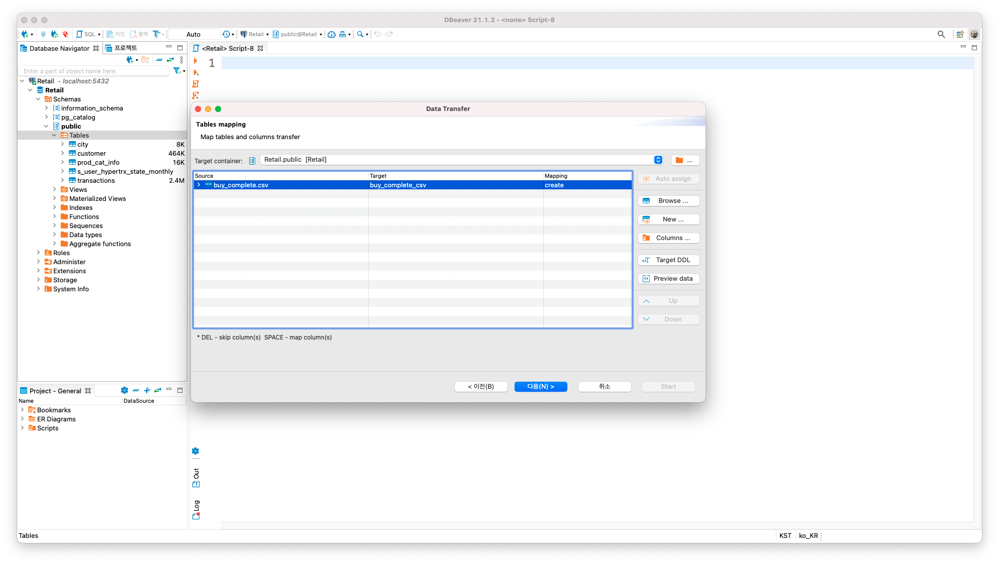 DBeaver 21.1.2 - <none> Script-8
SQL
커밋
롤백
Auto
Retail
public@Retail
Database Navigator
프로젝트
<Retail> Script-8
Enter a part of object name here
1
Retail - localhost:5432
Retail
Schemas
information_schema
pg_catalog
public
Tables
city 8K
customer 464K
prod_cat_info 16K
s_user_hypertrx_state_monthly
transactions 2.4M
Views
Materialized Views
Indexes
Functions
Sequences
Data types
Aggregate functions
Roles
Administer
Extensions
Storage
System Info
Data Transfer
Tables mapping
Map tables and columns transfer
Target container: Retail.public [Retail] ...
Source Target Mapping
buy_complete.csv buy_complete_csv create
Auto assign
Browse ...
New ...
Columns ...
Target DDL
Preview data
Up
Down
* DEL - skip column(s) SPACE - map column(s)
< 이전(B) 다음(N) > 취소 Start
Project - General
Name DataSource
Bookmarks
ER Diagrams
Scripts
Out
Log
Tables KST ko_KR